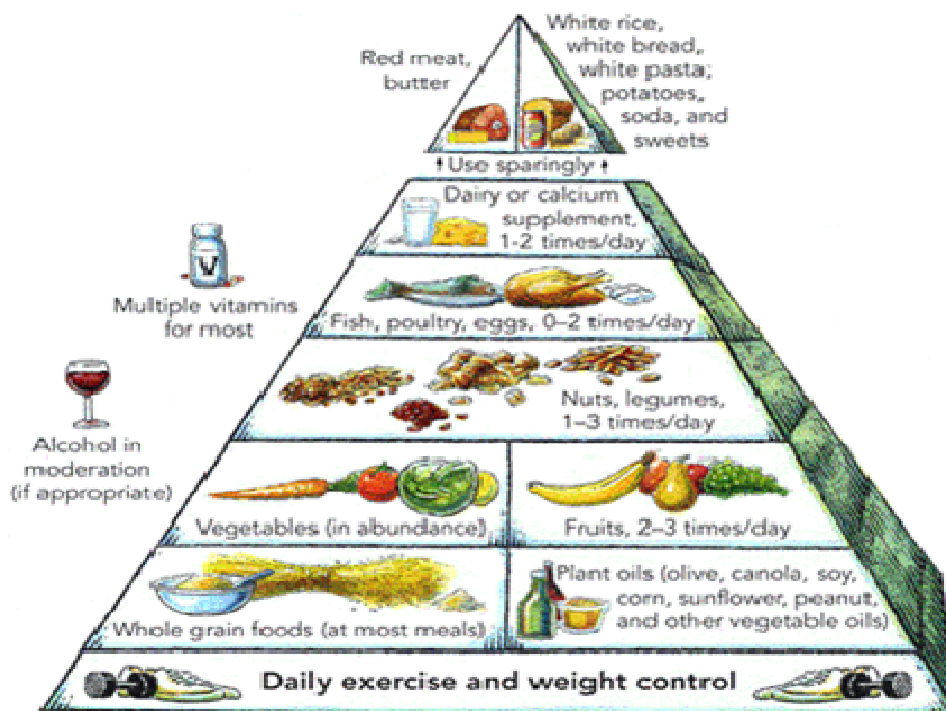 Red meat,
butter
White rice,
white bread,
white pasta;
potatoes,
soda, and
sweets
Use sparingly
Dairy or calcium
supplement,
1-2 times/day
V
Multiple vitamins
for most
Fish, poultry, eggs, 0–2 times/day
Nuts, legumes,
1–3 times/day
Alcohol in
moderation
(if appropriate)
Vegetables (in abundance)
Fruits, 2–3 times/day
Whole grain foods (at most meals)
Plant oils (olive, canola, soy,
corn, sunflower, peanut,
and other vegetable oils)
Daily exercise and weight control